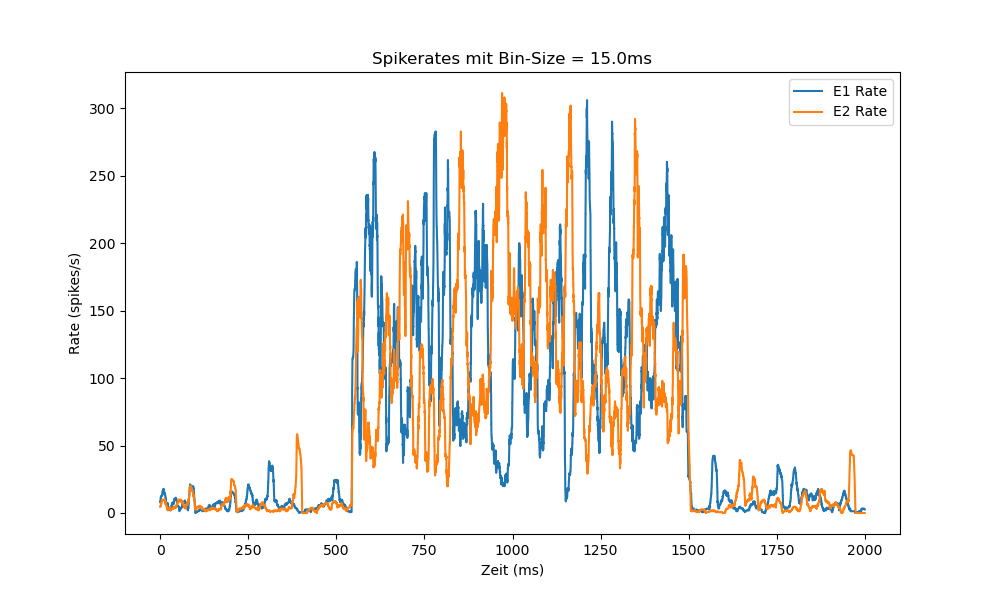 Spikerates mit Bin-Size = 15.0ms
E1 Rate
E2 Rate
Rate (spikes/s)
300
250
200
150
100
50
0
0 250 500 750 1000 1250 1500 1750 2000
Zeit (ms)